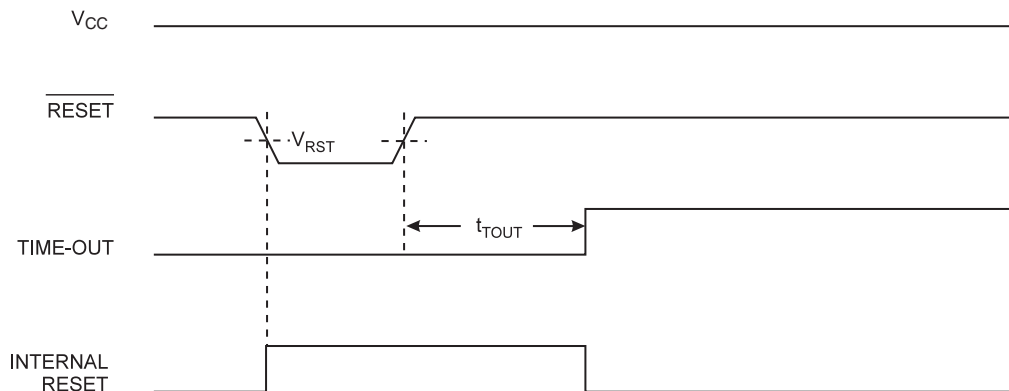 VCC
RESET
VRST
tTOUT
TIME-OUT
INTERNAL
RESET